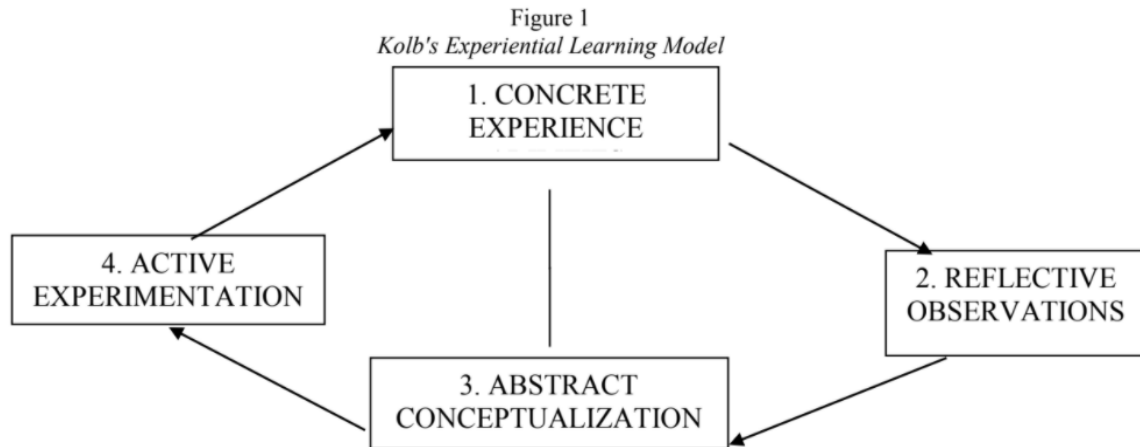 Figure 1
Kolb's Experiential Learning Model
1. CONCRETE
EXPERIENCE
4. ACTIVE
EXPERIMENTATION
2. REFLECTIVE
OBSERVATIONS
3. ABSTRACT
CONCEPTUALIZATION